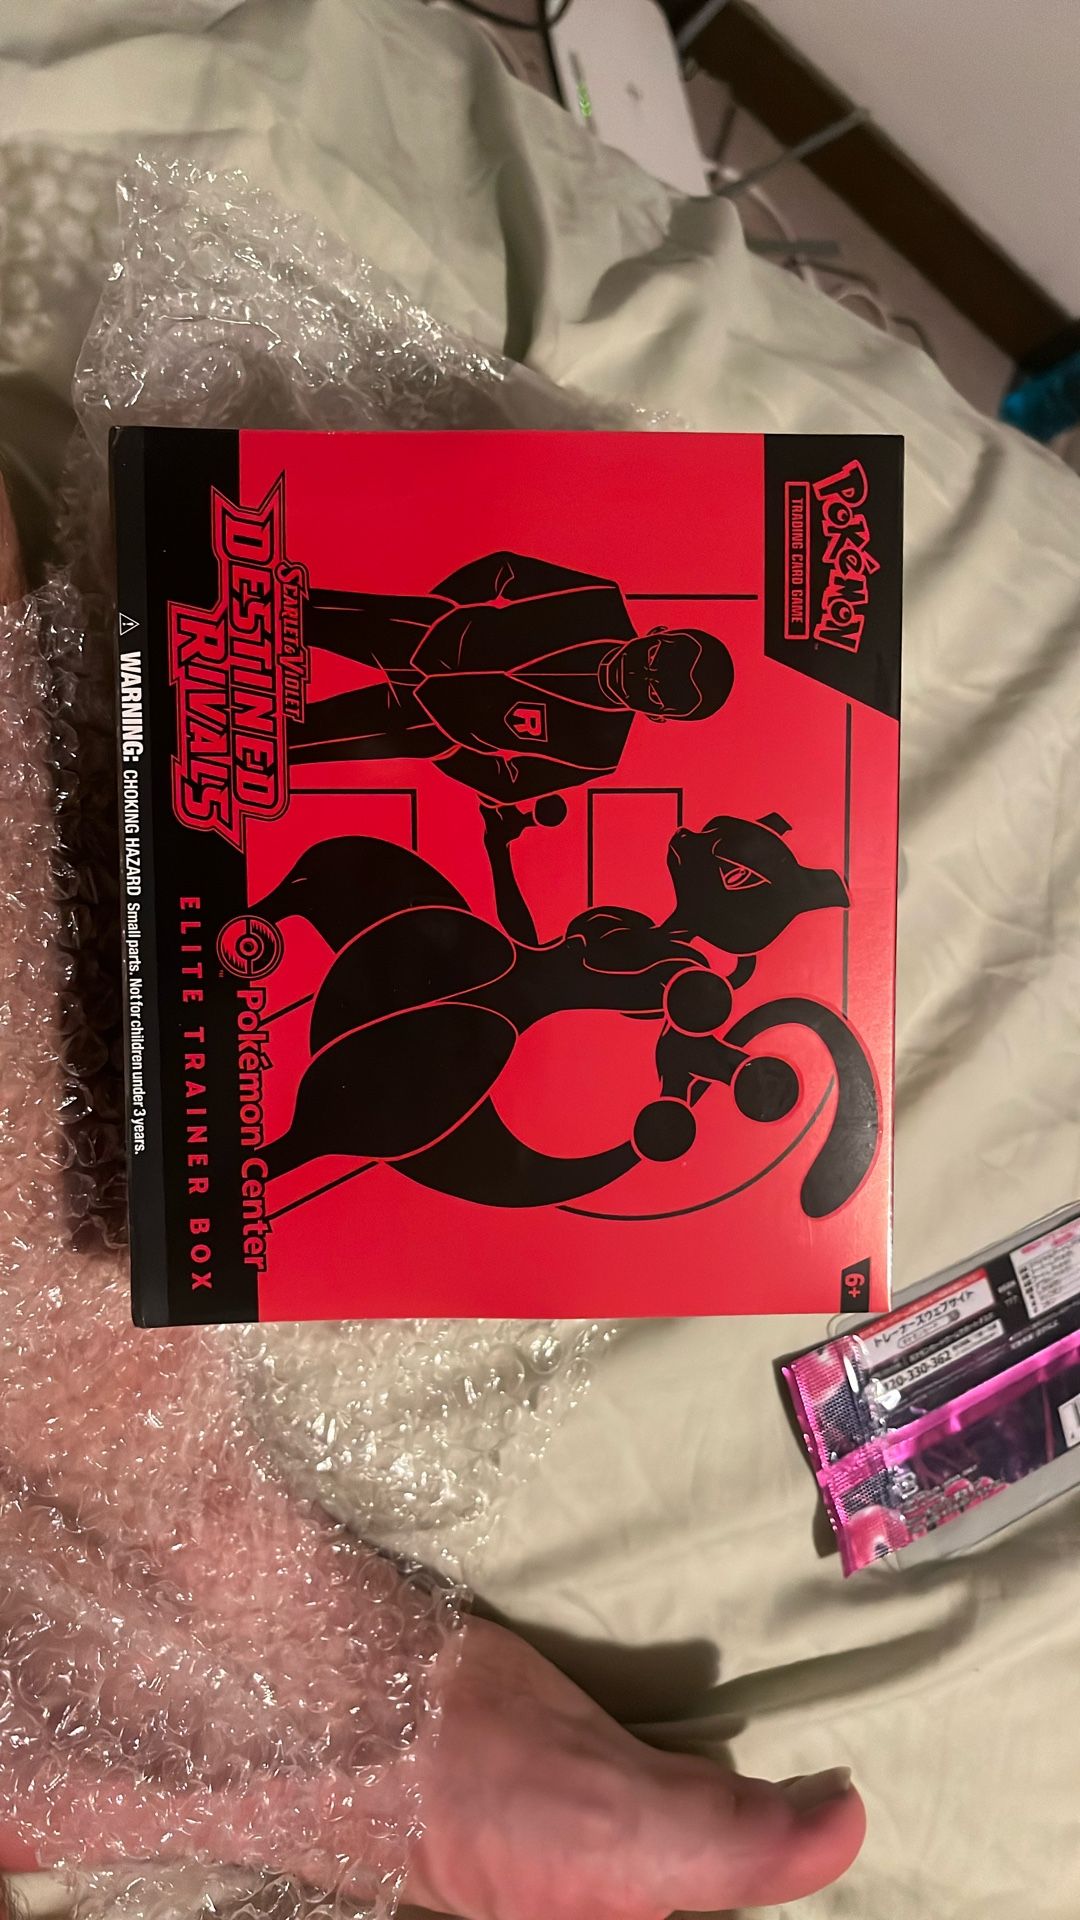 POKéMON
TRADING CARD GAME
R
SCARLET & VIOLET
DESTINED
RIVALS
Pokémon Center
ELITE TRAINER BOX
6+
WARNING: CHOKING HAZARD Small parts. Not for children under 3 years.
トレーナーズウェブサイト